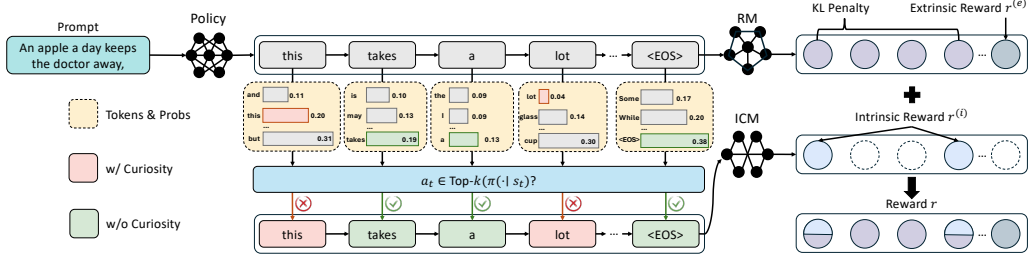 Prompt
An apple a day keeps
the doctor away,
Policy
this
takes
a
lot
...
<EOS>
RM
KL Penalty
Extrinsic Reward r^(e)
...
and 0.11
this 0.20
...
but 0.31
is 0.10
may 0.13
...
takes 0.19
the 0.09
I 0.09
...
a 0.13
lot 0.04
glass 0.14
...
cup 0.30
Some 0.17
While 0.20
...
<EOS> 0.38
Tokens & Probs
w/ Curiosity
w/o Curiosity
a_t ∈ Top-k(π(·| s_t)?
ICM
Intrinsic Reward r^(i)
...
Reward r
...
this
takes
a
lot
...
<EOS>